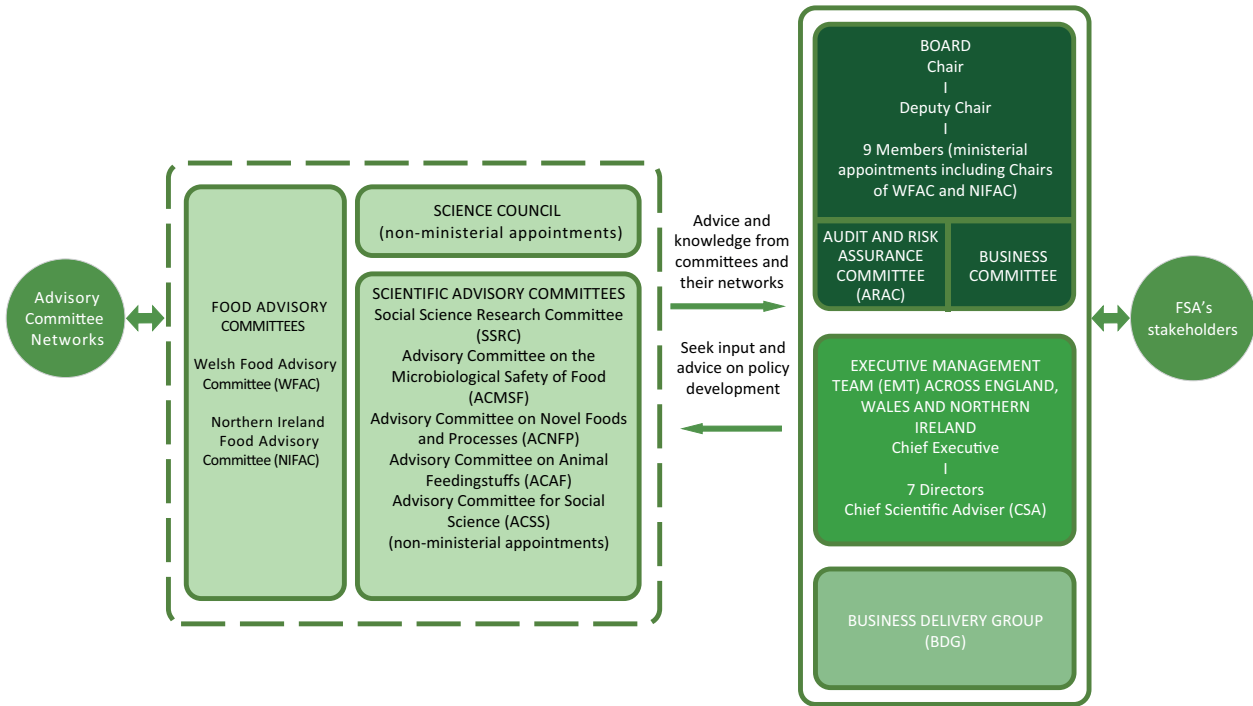 Advisory
Committee
Networks
FOOD ADVISORY
COMMITTEES
Welsh Food Advisory
Committee (WFAC)
Northern Ireland
Food Advisory
Committee (NIFAC)
SCIENCE COUNCIL
(non-ministerial appointments)
SCIENTIFIC ADVISORY COMMITTEES
Social Science Research Committee
(SSRC)
Advisory Committee on the
Microbiological Safety of Food
(ACMSF)
Advisory Committee on Novel Foods
and Processes (ACNFP)
Advisory Committee on Animal
Feedingstuffs (ACAF)
Advisory Committee for Social
Science (ACSS)
(non-ministerial appointments)
Advice and
knowledge from
committees and
their networks
Seek input and
advice on policy
development
BOARD
Chair
I
Deputy Chair
I
9 Members (ministerial
appointments including Chairs
of WFAC and NIFAC)
AUDIT AND RISK
ASSURANCE
COMMITTEE
(ARAC)
BUSINESS
COMMITTEE
EXECUTIVE MANAGEMENT
TEAM (EMT) ACROSS ENGLAND,
WALES AND NORTHERN
IRELAND
Chief Executive
I
7 Directors
Chief Scientific Adviser (CSA)
BUSINESS DELIVERY GROUP
(BDG)
FSA's
stakeholders